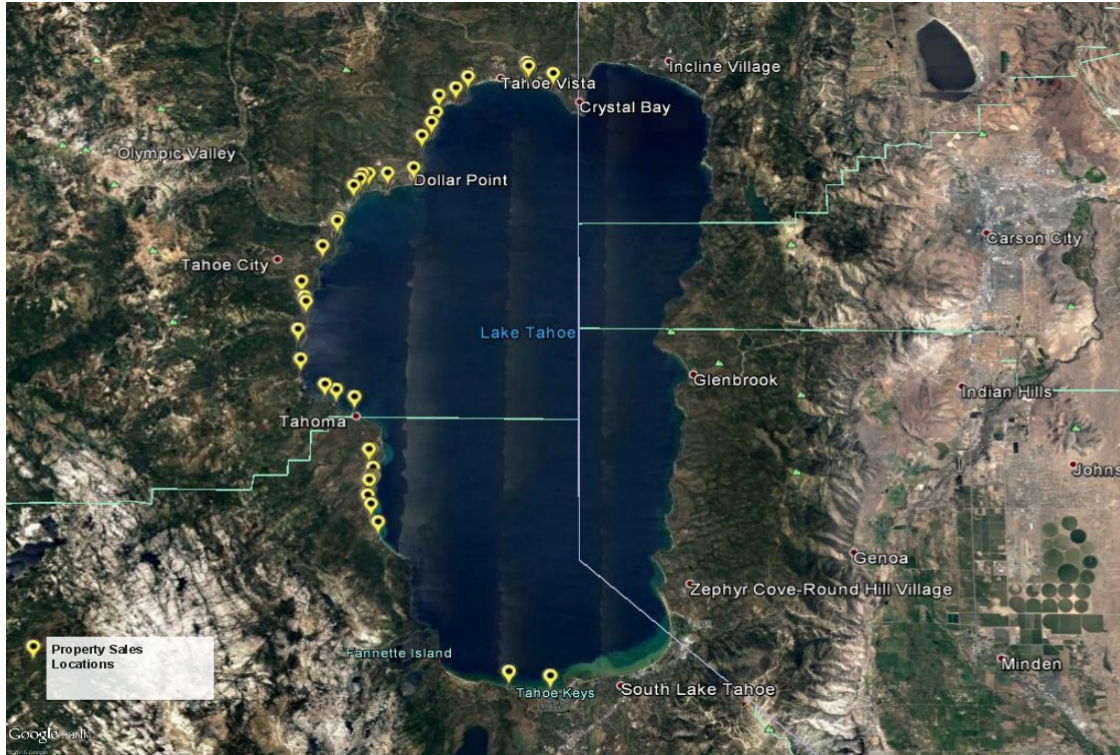 Incline Village
Tahoe Vista
Crystal Bay
Olympic Valley
Dollar Point
Carson City
Tahoe City
Lake Tahoe
Glenbrook
Indian Hills
Tahoma
Johns
Genoa
Zephyr Cove-Round Hill Village
Property Sales
Locations
Fannette Island
Minden
Tahoe Keys
South Lake Tahoe
Google earth